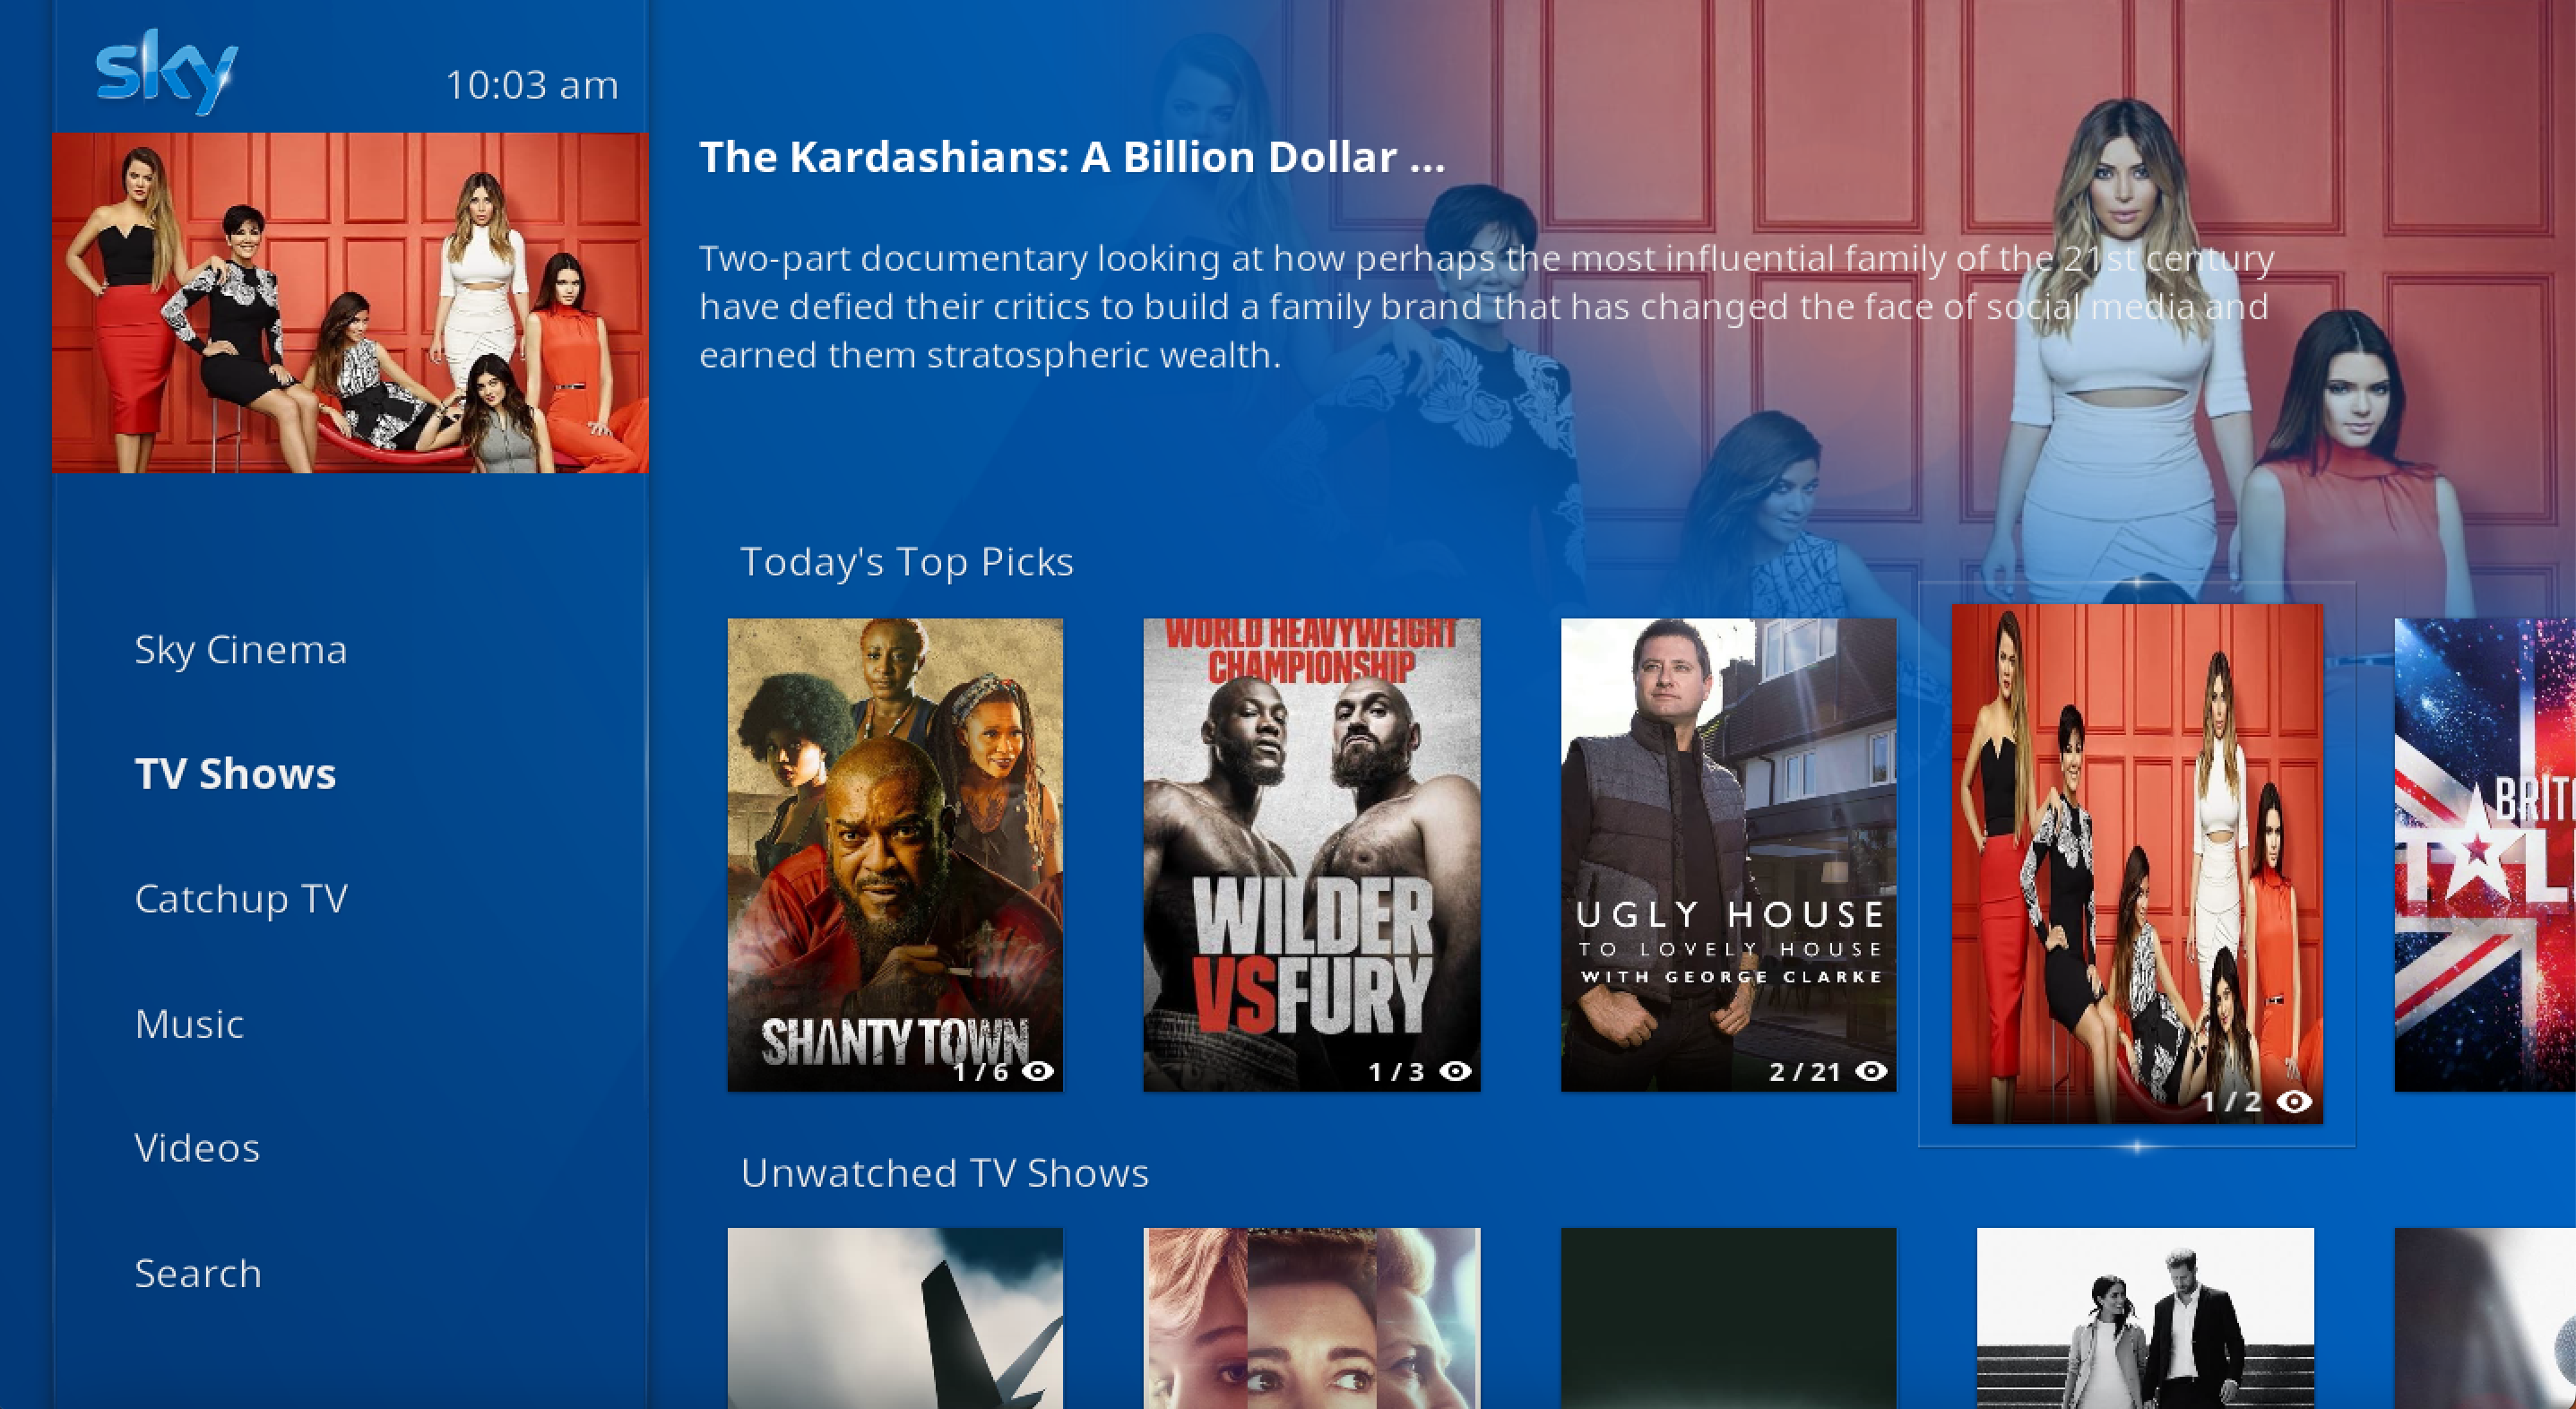 sky
10:03 am
The Kardashians: A Billion Dollar ...
Two-part documentary looking at how perhaps the most influential family of the 21st century
have defied their critics to build a family brand that has changed the face of social media and
earned them stratospheric wealth.
Sky Cinema
TV Shows
Catchup TV
Music
Videos
Search
Today's Top Picks
SHANTY TOWN
1 / 6
WORLD HEAVYWEIGHT
CHAMPIONSHIP
WILDER
VS FURY
1 / 3
UGLY HOUSE
TO LOVELY HOUSE
WITH GEORGE CLARKE
2 / 21
1 / 2
Unwatched TV Shows